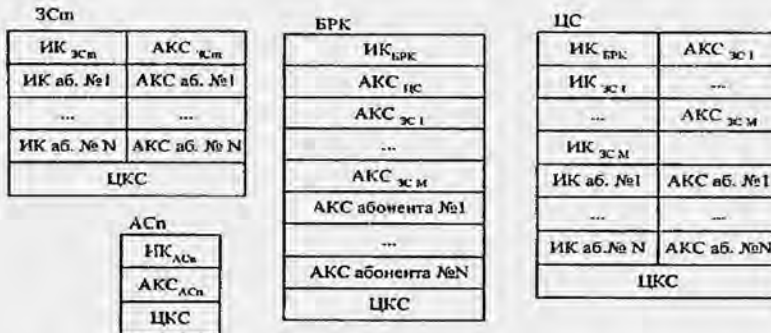 ЗСm
ИК ЗСm АКС ЗСm
ИК аб. №1 АКС аб. №1
... ...
ИК аб. № N АКС аб. № N
ЦКС
АСn
ИК АСn
АКС АСn
ЦКС
БРК
ИК БРК
АКС ЦС
АКС ЗС 1
...
АКС ЗС М
АКС абонента №1
...
АКС абонента №N
ЦКС
ЦС
ИК БРК АКС ЗС 1
ИК ЗС 1 ...
... АКС ЗС М
ИК ЗС М
ИК аб. №1 АКС аб. №1
... ...
ИК аб.№ N АКС аб. №N
ЦКС